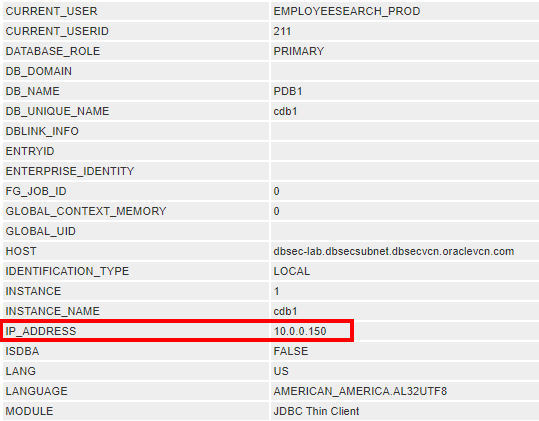 CURRENT_USER EMPLOYEESEARCH_PROD
CURRENT_USERID 211
DATABASE_ROLE PRIMARY
DB_DOMAIN
DB_NAME PDB1
DB_UNIQUE_NAME cdb1
DBLINK_INFO
ENTRYID
ENTERPRISE_IDENTITY
FG_JOB_ID 0
GLOBAL_CONTEXT_MEMORY 0
GLOBAL_UID
HOST dbsec-lab.dbsecsubnet.dbsecvcn.oraclevcn.com
IDENTIFICATION_TYPE LOCAL
INSTANCE 1
INSTANCE_NAME cdb1
IP_ADDRESS 10.0.0.150
ISDBA FALSE
LANG US
LANGUAGE AMERICAN_AMERICA.AL32UTF8
MODULE JDBC Thin Client